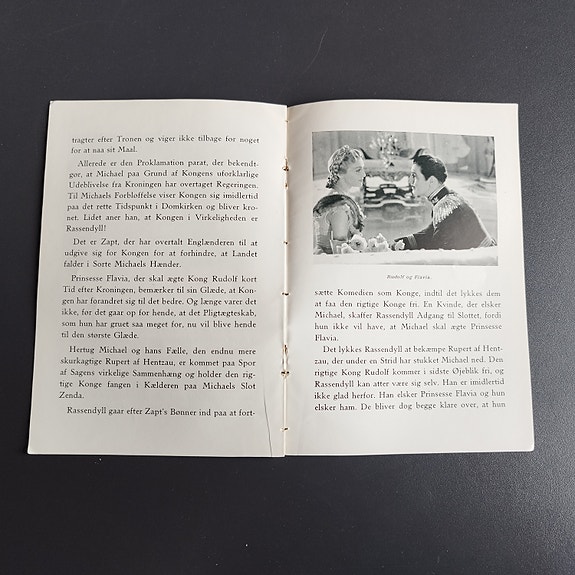 tragter efter Tronen og viger ikke tilbage for noget
for at naa sit Maal.
Allerede er den Proklamation parat, der bekendt-
gør, at Michael paa Grund af Kongens uforklarlige
Udeblivelse fra Kroningen har overtaget Regeringen.
Til Michaels Forbløffelse viser Kongen sig imidlertid
paa det rette Tidspunkt i Domkirken og bliver kro-
net. Lidet aner han, at Kongen i Virkeligheden er
Rassendyll!
Det er Zapt, der har overtalt Englænderen til at
udgive sig for Kongen for at forhindre, at Landet
falder i Sorte Michaels Hænder.
Prinsesse Flavia, der skal ægte Kong Rudolf kort
Tid efter Kroningen, bemærker til sin Glæde, at Kon-
gen har forandret sig til det bedre. Og længe varer det
ikke, før det gaar op for hende, at det Pligtægteskab,
som hun har gruet saa meget for, nu vil blive hende
til den største Glæde.
Hertug Michael og hans Fælle, den endnu mere
skurkagtige Rupert af Hentzau, er kommet paa Spor
af Sagens virkelige Sammenhæng og holder den rig-
tige Konge fangen i Kælderen paa Michaels Slot
Zenda.
Rassendyll gaar efter Zapt's Bønner ind paa at fort-
Rudolf og Flavia.
sætte Komedien som Konge, indtil det lykkes dem
at faa den rigtige Konge fri. En Kvinde, der elsker
Michael, skaffer Rassendyll Adgang til Slottet, fordi
hun ikke vil have, at Michael skal ægte Prinsesse
Flavia.
Det lykkes Rassendyll at bekæmpe Rupert af Hent-
zau, der under en Strid har stukket Michael ned. Den
rigtige Kong Rudolf kommer i sidste Øjeblik fri, og
Rassendyll kan atter være sig selv. Han er imidlertid
ikke glad herfor. Han elsker Prinsesse Flavia og hun
elsker ham. De bliver dog begge klare over, at hun